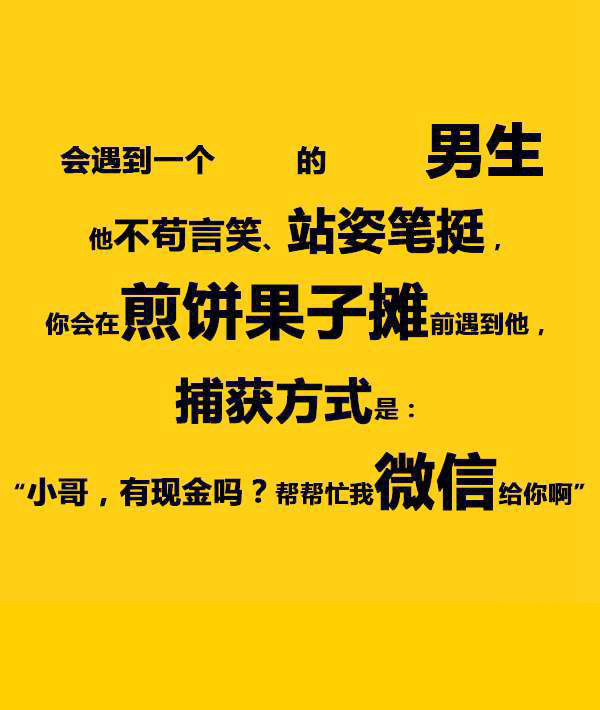 会遇到一个 的 男生
他不苟言笑、站姿笔挺，
你会在煎饼果子摊前遇到他，
捕获方式是：
“小哥，有现金吗？帮帮忙我微信给你啊”